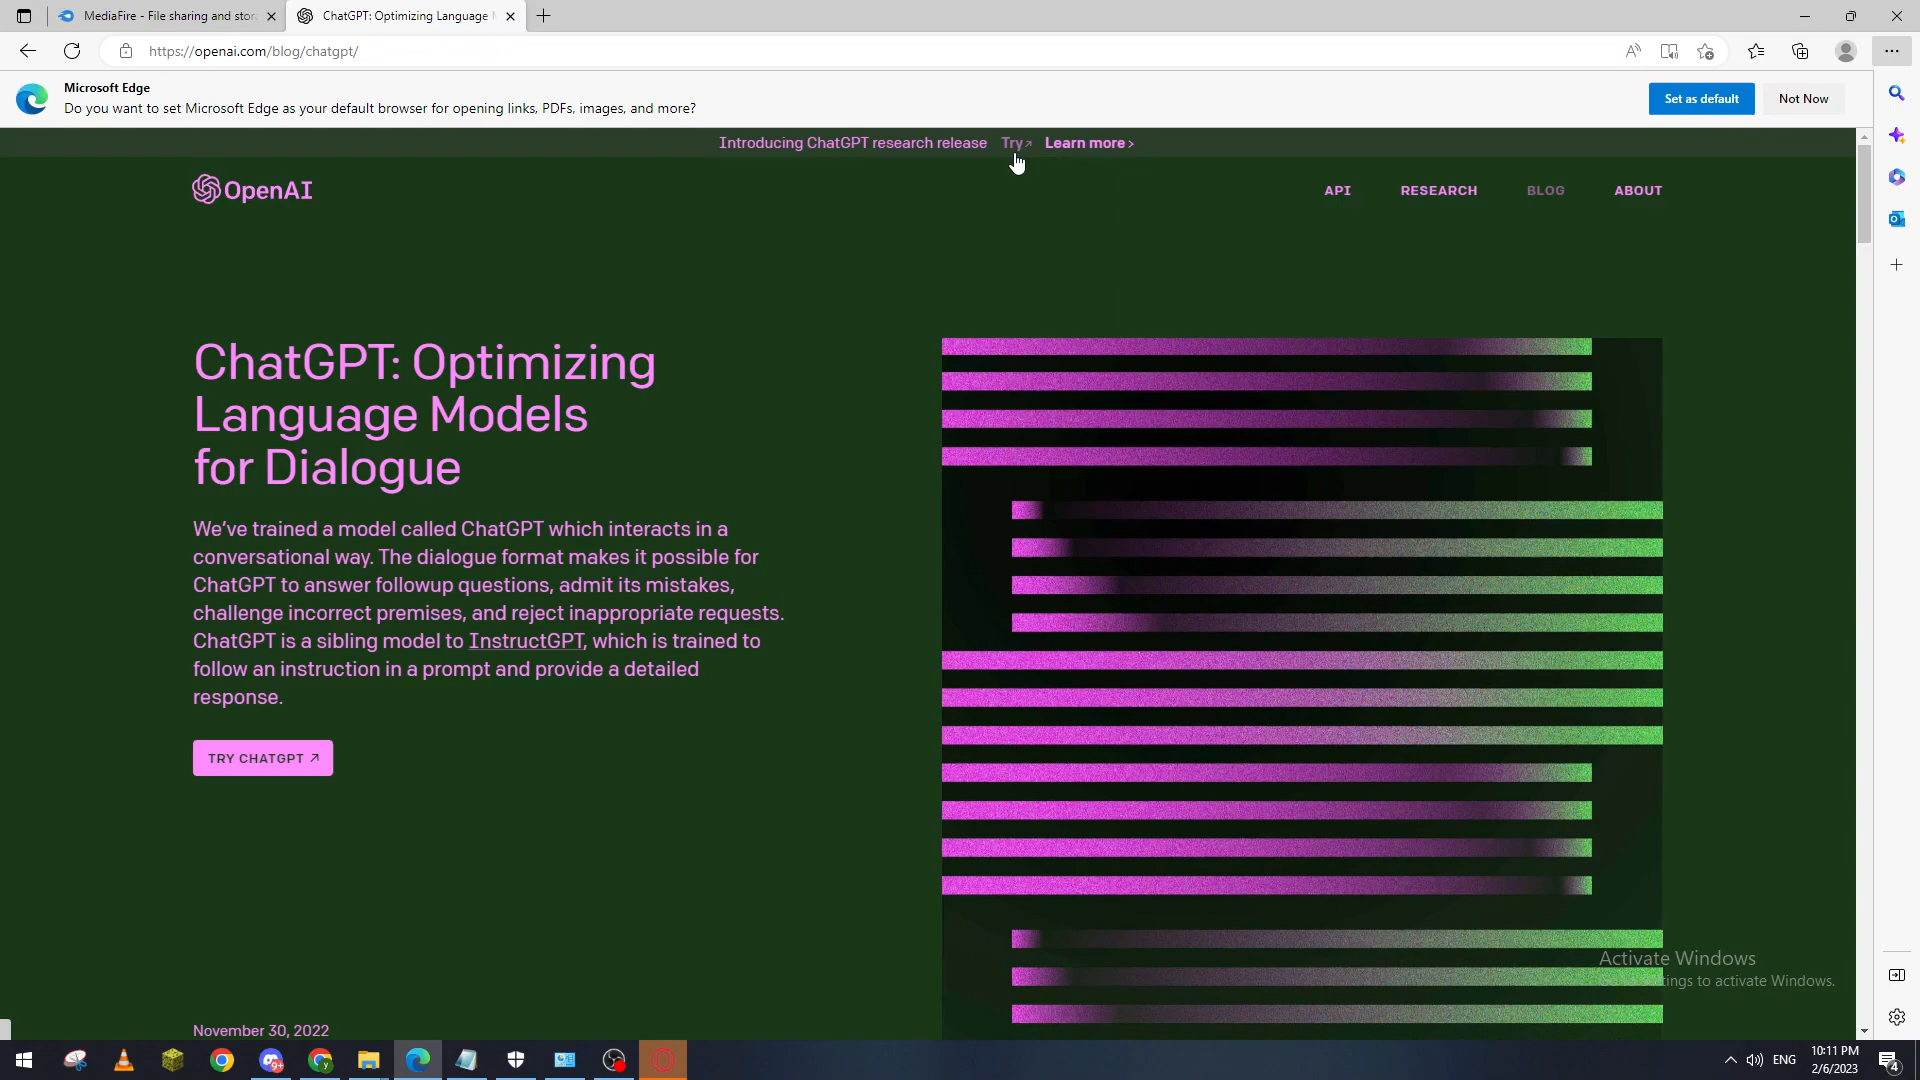 MediaFire - File sharing and stor
ChatGPT: Optimizing Language
https://openai.com/blog/chatgpt/
Microsoft Edge
Do you want to set Microsoft Edge as your default browser for opening links, PDFs, images, and more?
Set as default
Not Now
Introducing ChatGPT research release Try↗ Learn more ›
OpenAI
API RESEARCH BLOG ABOUT
ChatGPT: Optimizing
Language Models
for Dialogue
We've trained a model called ChatGPT which interacts in a
conversational way. The dialogue format makes it possible for
ChatGPT to answer followup questions, admit its mistakes,
challenge incorrect premises, and reject inappropriate requests.
ChatGPT is a sibling model to InstructGPT, which is trained to
follow an instruction in a prompt and provide a detailed
response.
TRY CHATGPT ↗
November 30, 2022
Activate Windows
to activate Windows.
9+
ENG
10:11 PM
2/6/2023
4